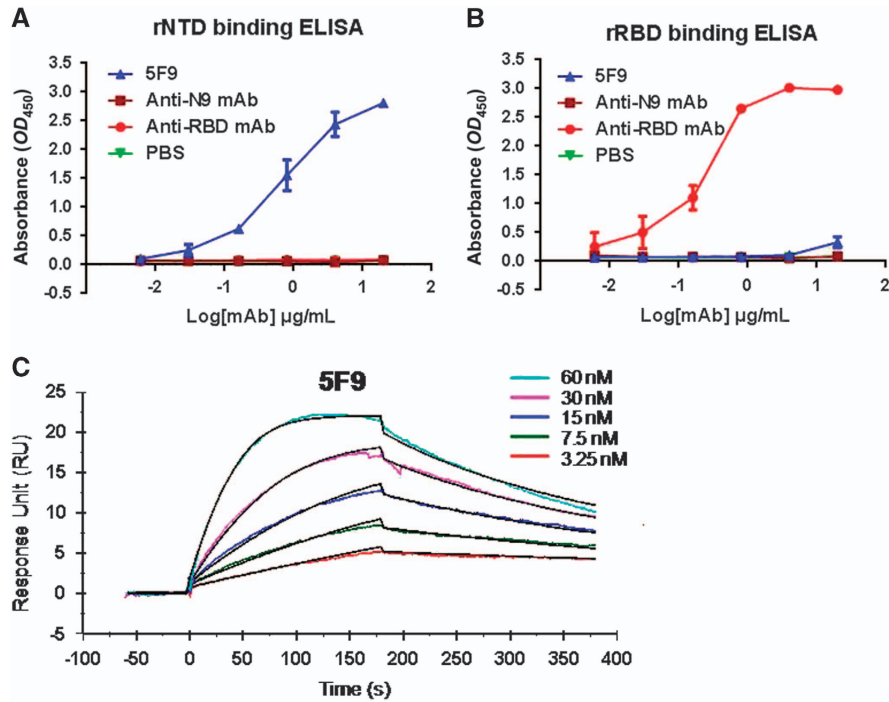 A
rNTD binding ELISA
Absorbance (OD450)
3.5
3.0
2.5
2.0
1.5
1.0
0.5
0.0
-0.5
5F9
Anti-N9 mAb
Anti-RBD mAb
PBS
-2
-1
0
1
2
Log[mAb] µg/mL
B
rRBD binding ELISA
Absorbance (OD450)
3.5
3.0
2.5
2.0
1.5
1.0
0.5
0.0
-0.5
5F9
Anti-N9 mAb
Anti-RBD mAb
PBS
-2
-1
0
1
2
Log[mAb] µg/mL
C
5F9
Response Unit (RU)
25
20
15
10
5
0
-5
60 nM
30 nM
15 nM
7.5 nM
3.25 nM
-100
-50
0
50
100
150
200
250
300
350
400
Time (s)